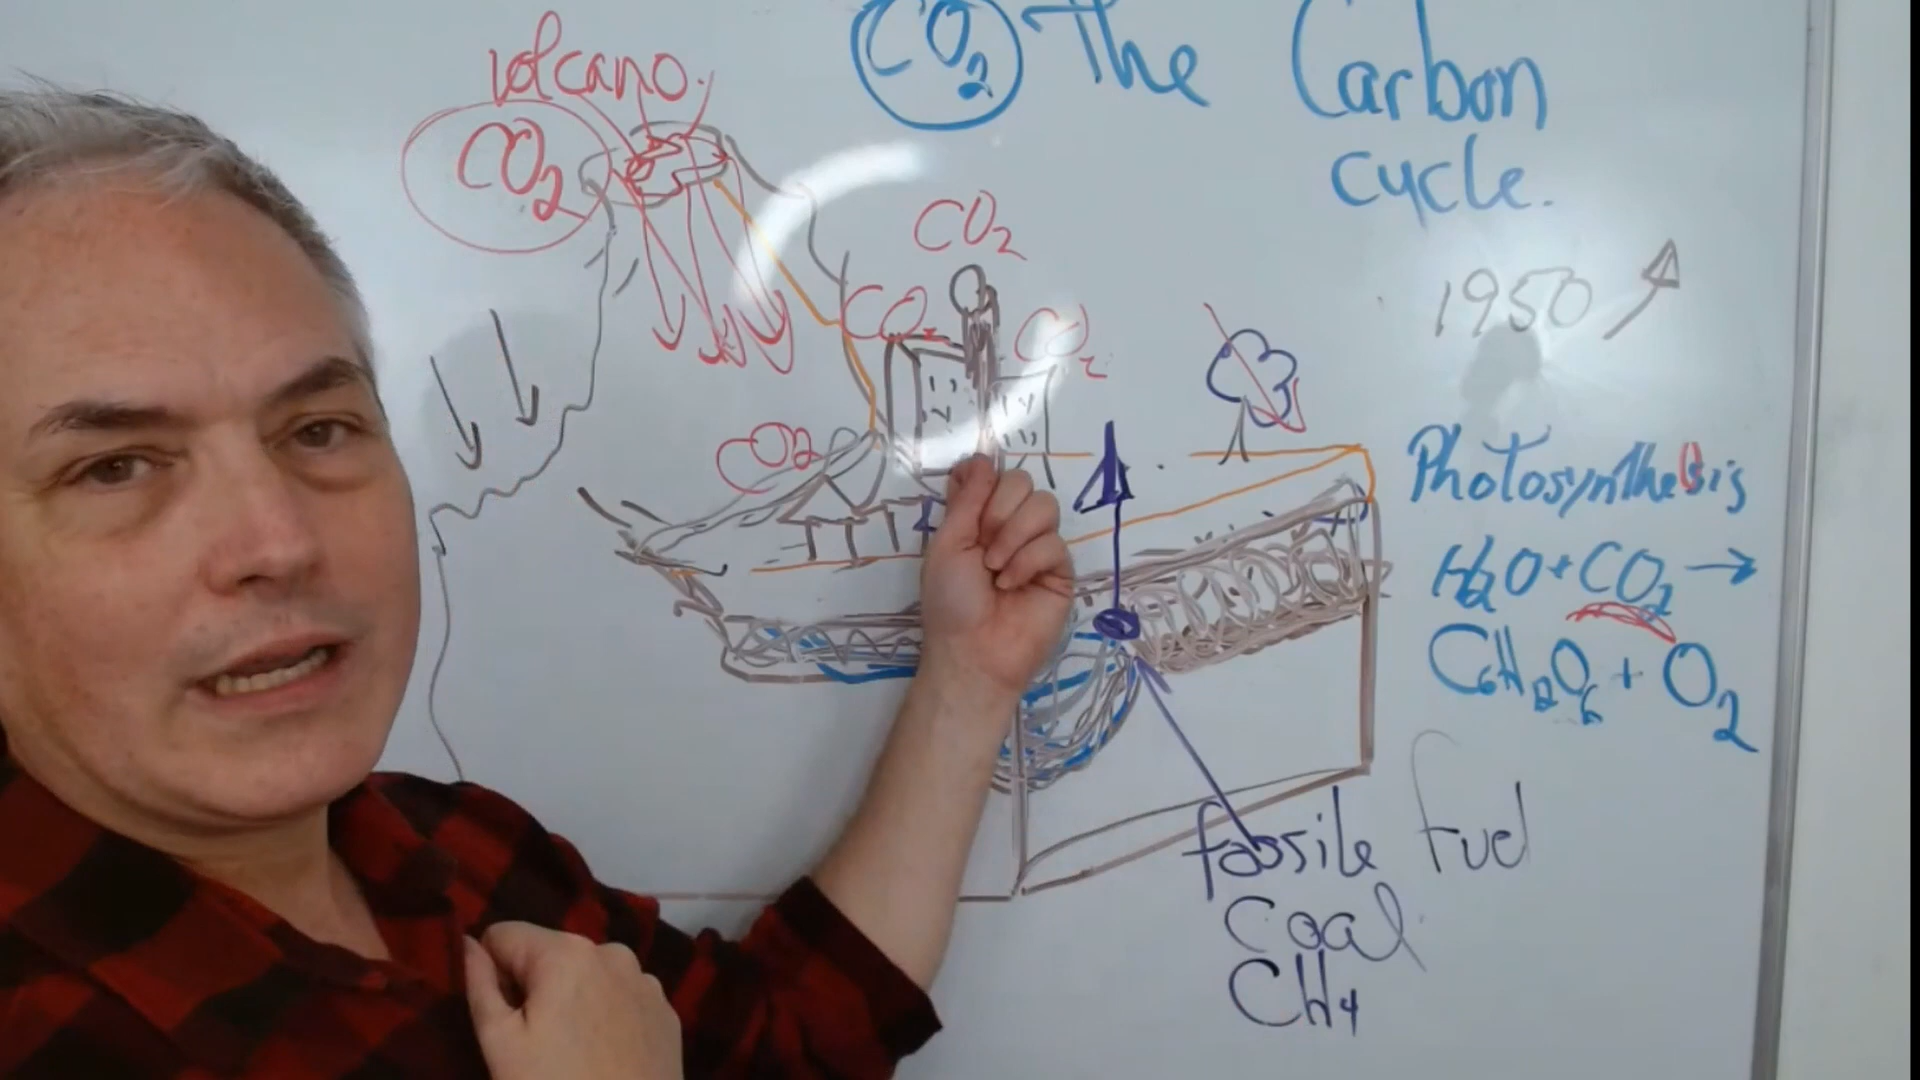 CO2 The Carbon
cycle.
volcano.
CO2
CO2
CO2
CO2
CO2
1950
Photosynthesis
H2O + CO2 →
C6H12O6 + O2
fossile fuel
Coal
CH4